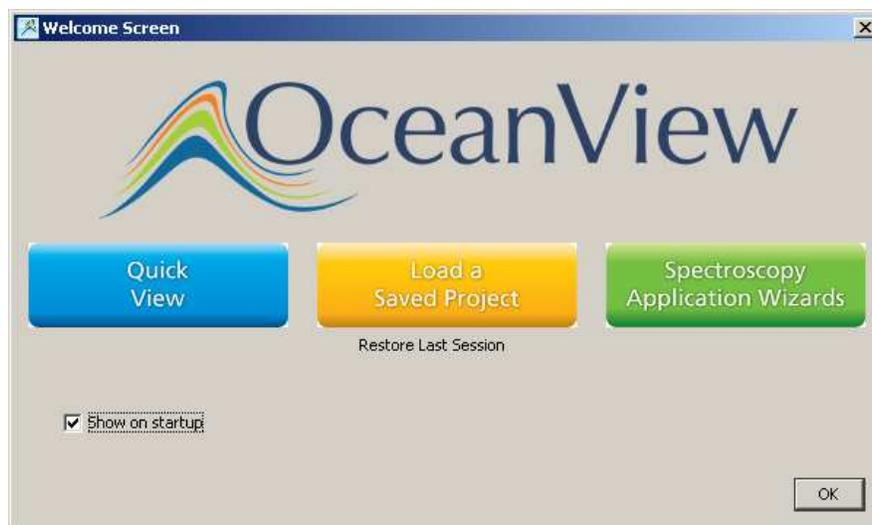 Welcome Screen
OceanView
Quick
View
Load a
Saved Project
Spectroscopy
Application Wizards
Restore Last Session
Show on startup
OK